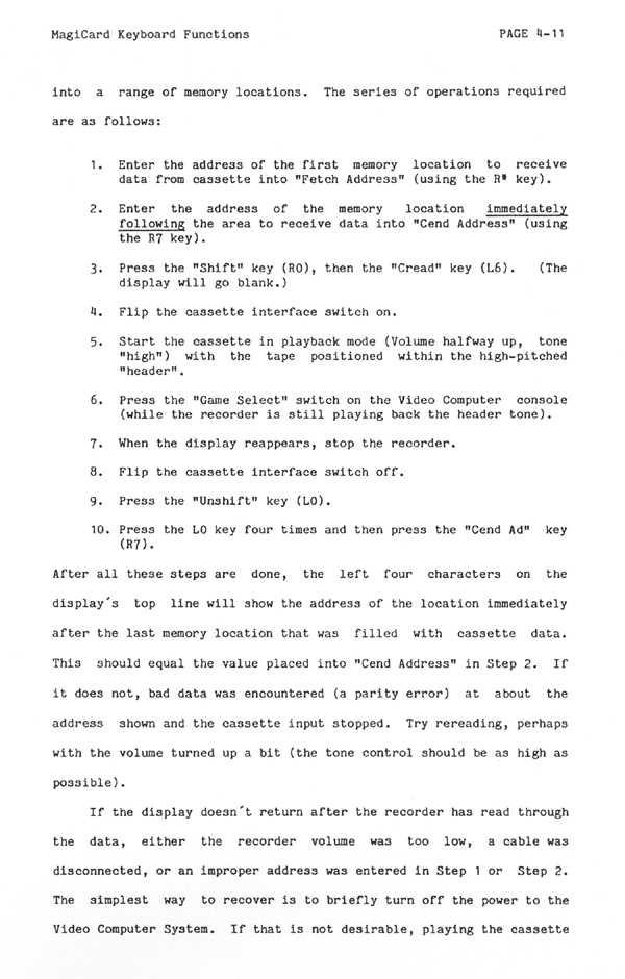 MagiCard Keyboard Functions PAGE 4-11
into a range of memory locations. The series of operations required
are as follows:
1. Enter the address of the first memory location to receive
data from cassette into "Fetch Address" (using the R* key).
2. Enter the address of the memory location immediately
following the area to receive data into "Cend Address" (using
the R7 key).
3. Press the "Shift" key (R0), then the "Cread" key (L6). (The
display will go blank.)
4. Flip the cassette interface switch on.
5. Start the cassette in playback mode (Volume halfway up, tone
"high") with the tape positioned within the high-pitched
"header".
6. Press the "Game Select" switch on the Video Computer console
(while the recorder is still playing back the header tone).
7. When the display reappears, stop the recorder.
8. Flip the cassette interface switch off.
9. Press the "Unshift" key (L0).
10. Press the L0 key four times and then press the "Cend Ad" key
(R7).
After all these steps are done, the left four characters on the
display's top line will show the address of the location immediately
after the last memory location that was filled with cassette data.
This should equal the value placed into "Cend Address" in Step 2. If
it does not, bad data was encountered (a parity error) at about the
address shown and the cassette input stopped. Try rereading, perhaps
with the volume turned up a bit (the tone control should be as high as
possible).
If the display doesn't return after the recorder has read through
the data, either the recorder volume was too low, a cable was
disconnected, or an improper address was entered in Step 1 or Step 2.
The simplest way to recover is to briefly turn off the power to the
Video Computer System. If that is not desirable, playing the cassette